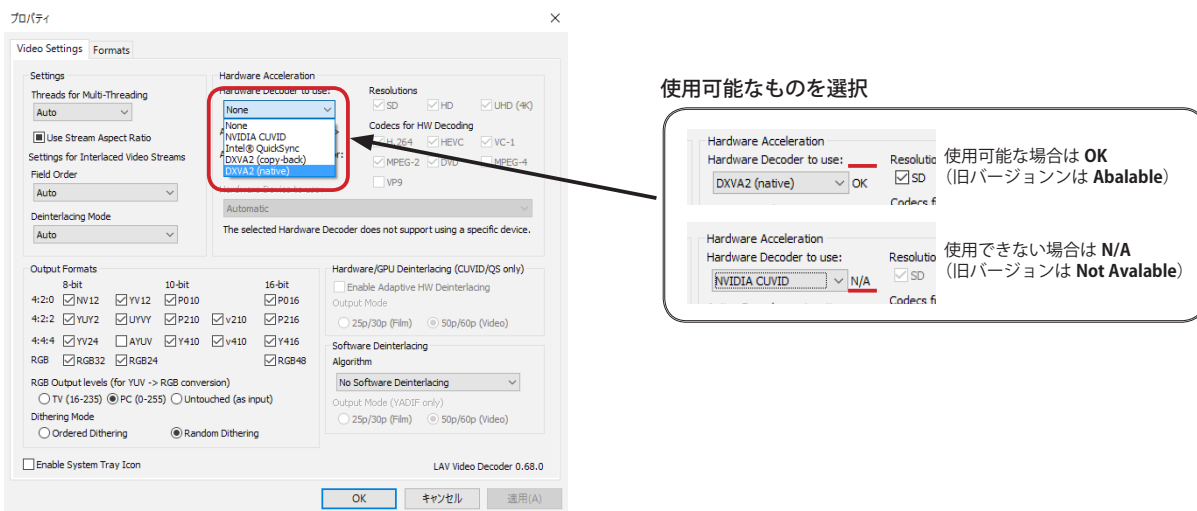 プロパティ
Video Settings Formats
Settings
Threads for Multi-Threading
Auto
Use Stream Aspect Ratio
Settings for Interlaced Video Streams
Field Order
Auto
Deinterlacing Mode
Auto
Hardware Acceleration
Hardware Decoder to use:
None
None
NVIDIA CUVID
Intel® QuickSync
DXVA2 (copy-back)
DXVA2 (native)
Hardware Device to use:
Automatic
The selected Hardware Decoder does not support using a specific device.
Resolutions
SD HD UHD (4K)
Codecs for HW Decoding
H.264 HEVC VC-1
MPEG-2 DVD MPEG-4
VP9
Output Formats
8-bit 10-bit 16-bit
4:2:0 NV12 YV12 P010 P016
4:2:2 YUY2 UYVY P210 v210 P216
4:4:4 YV24 AYUV Y410 v410 Y416
RGB RGB32 RGB24 RGB48
RGB Output levels (for YUV -> RGB conversion)
TV (16-235) PC (0-255) Untouched (as input)
Dithering Mode
Ordered Dithering Random Dithering
Hardware/GPU Deinterlacing (CUVID/QS only)
Enable Adaptive HW Deinterlacing
Output Mode
25p/30p (Film) 50p/60p (Video)
Software Deinterlacing
Algorithm
No Software Deinterlacing
Output Mode (YADIF only)
25p/30p (Film) 50p/60p (Video)
Enable System Tray Icon
LAV Video Decoder 0.68.0
OK キャンセル 適用(A)
使用可能なものを選択
Hardware Acceleration
Hardware Decoder to use:
DXVA2 (native) OK
SD
使用可能な場合は OK
（旧バージョンンは Abalable）
Hardware Acceleration
Hardware Decoder to use:
NVIDIA CUVID N/A
SD
使用できない場合は N/A
（旧バージョンは Not Avalable）